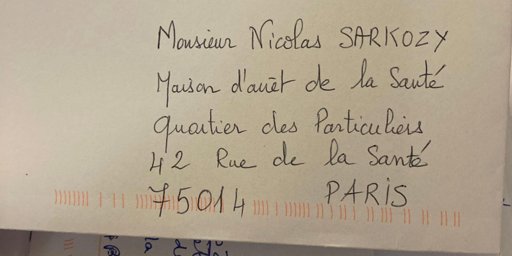 Monsieur Nicolas SARKOZY
Maison d'arrêt de la Santé
Quartier des Particuliers
42 Rue de la Santé
75014 PARIS